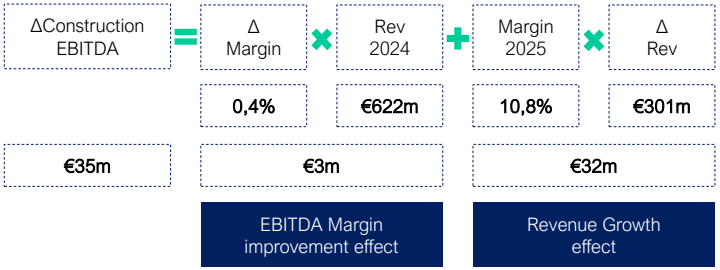 ΔConstruction
EBITDA
=
Δ
Margin
×
Rev
2024
+
Margin
2025
×
Δ
Rev
0,4%
€622m
10,8%
€301m
€35m
€3m
€32m
EBITDA Margin
improvement effect
Revenue Growth
effect